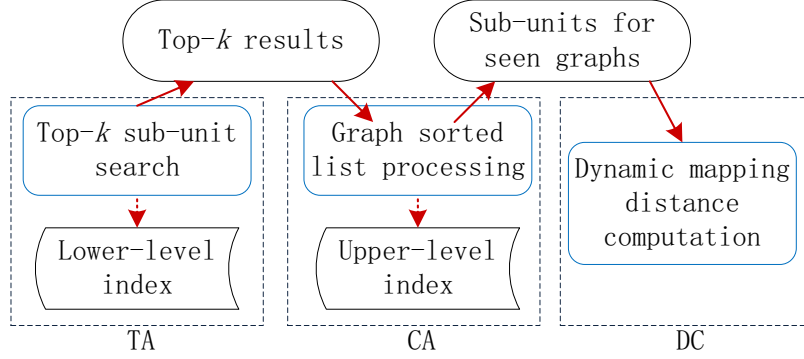 Top-k results
Sub-units for
seen graphs
Top-k sub-unit
search
Graph sorted
list processing
Dynamic mapping
distance
computation
Lower-level
index
Upper-level
index
TA
CA
DC